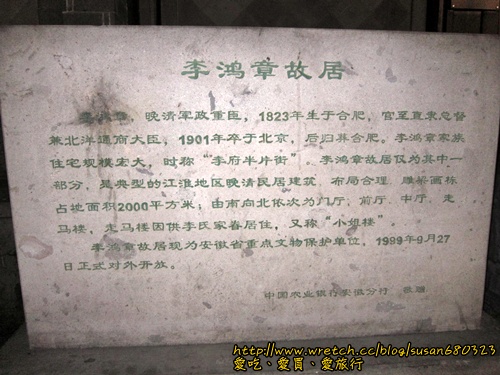 李鸿章故居
李鸿章，晚清军政重臣，1823年生于合肥，官至直隶总督
兼北洋通商大臣，1901年卒于北京，后归葬合肥。李鸿章家族
住宅规模宏大，时称“李府半片街”。李鸿章故居仅为其中一
部分，是典型的江淮地区晚清民居建筑，布局合理，雕梁画栋，
占地面积2000平方米；由南向北依次为门厅，前厅，中厅，走
马楼，走马楼因供李氏家眷居住，又称“小姐楼”。
李鸿章故居现为安徽省重点文物保护单位，1999年9月27
日正式对外开放。
中国农业银行安徽分行 敬赠
http://www.wretch.cc/blog/susan680323
愛吃、愛買、愛旅行